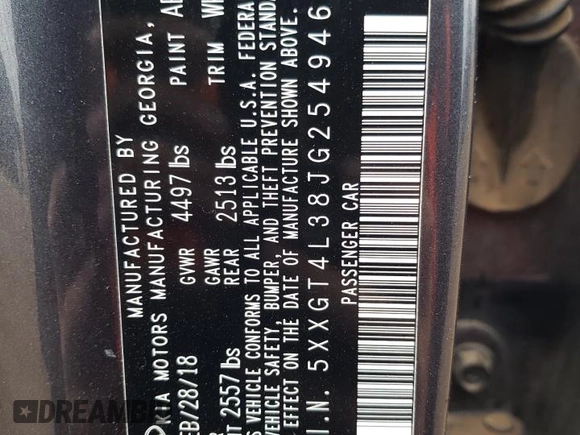 MANUFACTURED BY
KIA MOTORS MANUFACTURING GEORGIA,
EB/28/18
GVWR 4497 lbs PAINT
GAWR
2557 lbs REAR 2513 lbs TRIM
VEHICLE CONFORMS TO ALL APPLICABLE U.S.A. FEDERA
VEHICLE SAFETY, BUMPER, AND THEFT PREVENTION STANDA
EFFECT ON THE DATE OF MANUFACTURE SHOWN ABOVE.
I.N. 5XXGT4L38JG254946
PASSENGER CAR
RIDESAFELY